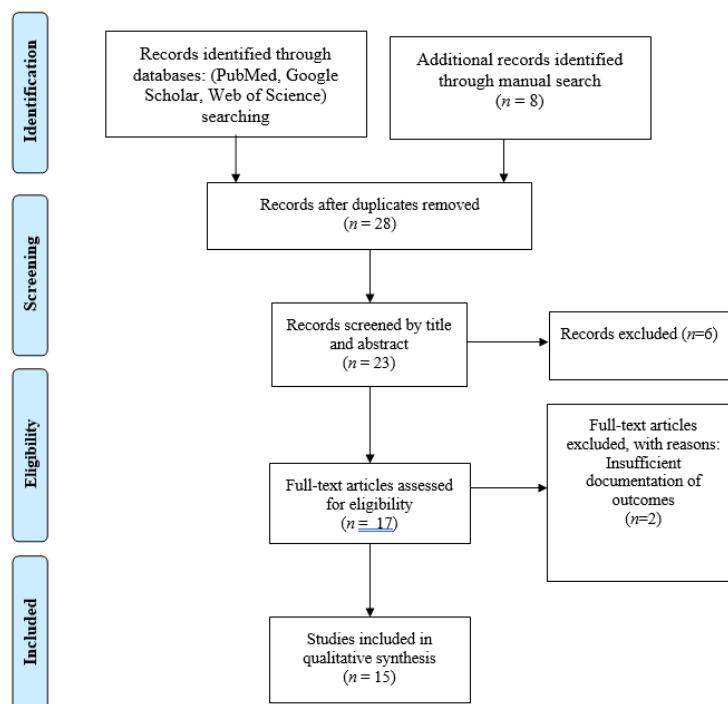 Identification
Records identified through
databases: (PubMed, Google
Scholar, Web of Science)
searching
Additional records identified
through manual search
(n = 8)
Records after duplicates removed
(n = 28)
Screening
Records screened by title
and abstract
(n = 23)
Records excluded (n=6)
Eligibility
Full-text articles assessed
for eligibility
(n = 17)
Full-text articles
excluded, with reasons:
Insufficient
documentation of
outcomes
(n=2)
Included
Studies included in
qualitative synthesis
(n = 15)